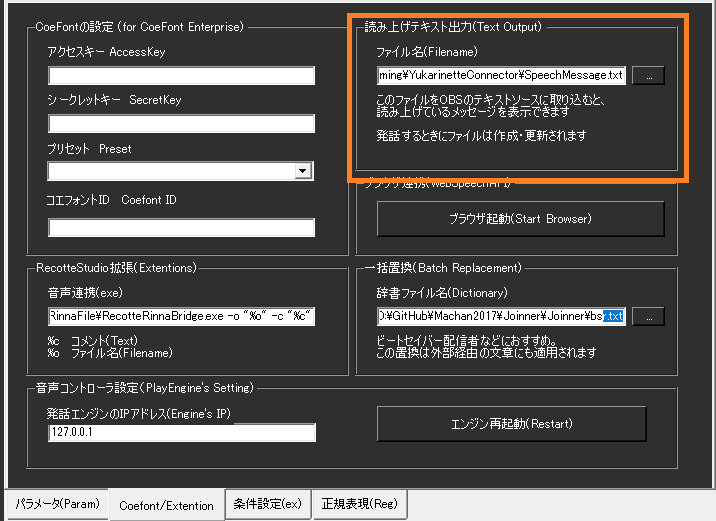 CoeFontの設定 (for CoeFont Enterprise)
アクセスキー AccessKey
シークレットキー SecretKey
プリセット Preset
コエフォントID Coefont ID
読み上げテキスト出力(Text Output)
ファイル名(Filename)
ming¥YukarinetteConnector¥SpeechMessage.txt
...
このファイルをOBSのテキストソースに取り込むと、
読み上げているメッセージを表示できます
発話するときにファイルは作成・更新されます
ブラウザ連携(WebSpeechAPI)
ブラウザ起動(Start Browser)
RecotteStudio拡張(Extentions)
音声連携(exe)
RinnaFile¥RecotteRinnaBridge.exe -o "%o" -c "%c"
%c コメント(Text)
%o ファイル名(Filename)
一括置換(Batch Replacement)
辞書ファイル名(Dictionary)
D:¥GitHub¥Machan2017¥Joinner¥Joinner¥bsr.txt
...
ビートセイバー配信者などにおすすめ。
この置換は外部経由の文章にも適用されます
音声コントローラ設定(PlayEngine's Setting)
発話エンジンのIPアドレス(Engine's IP)
127.0.0.1
エンジン再起動(Restart)
パラメータ(Param)
Coefont/Extention
条件設定(ex)
正規表現(Reg)